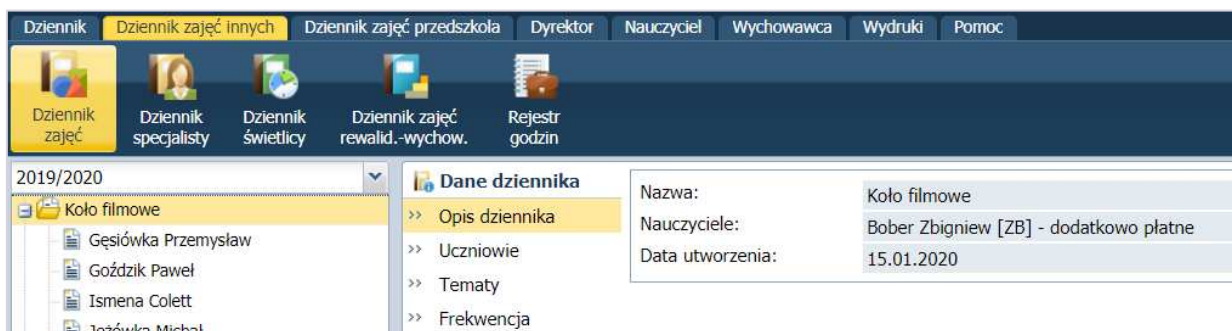 Dziennik Dziennik zajęć innych Dziennik zajęć przedszkola Dyrektor Nauczyciel Wychowawca Wydruki Pomoc
Dziennik zajęć
Dziennik specjalisty
Dziennik świetlicy
Dziennik zajęć rewalid.-wychow.
Rejestr godzin
2019/2020
Koło filmowe
Gęsiówka Przemysław
Goździk Paweł
Ismena Colett
Jeżówka Michał
Dane dziennika
>> Opis dziennika
>> Uczniowie
>> Tematy
>> Frekwencja
Nazwa: Koło filmowe
Nauczyciele: Bober Zbigniew [ZB] - dodatkowo płatne
Data utworzenia: 15.01.2020